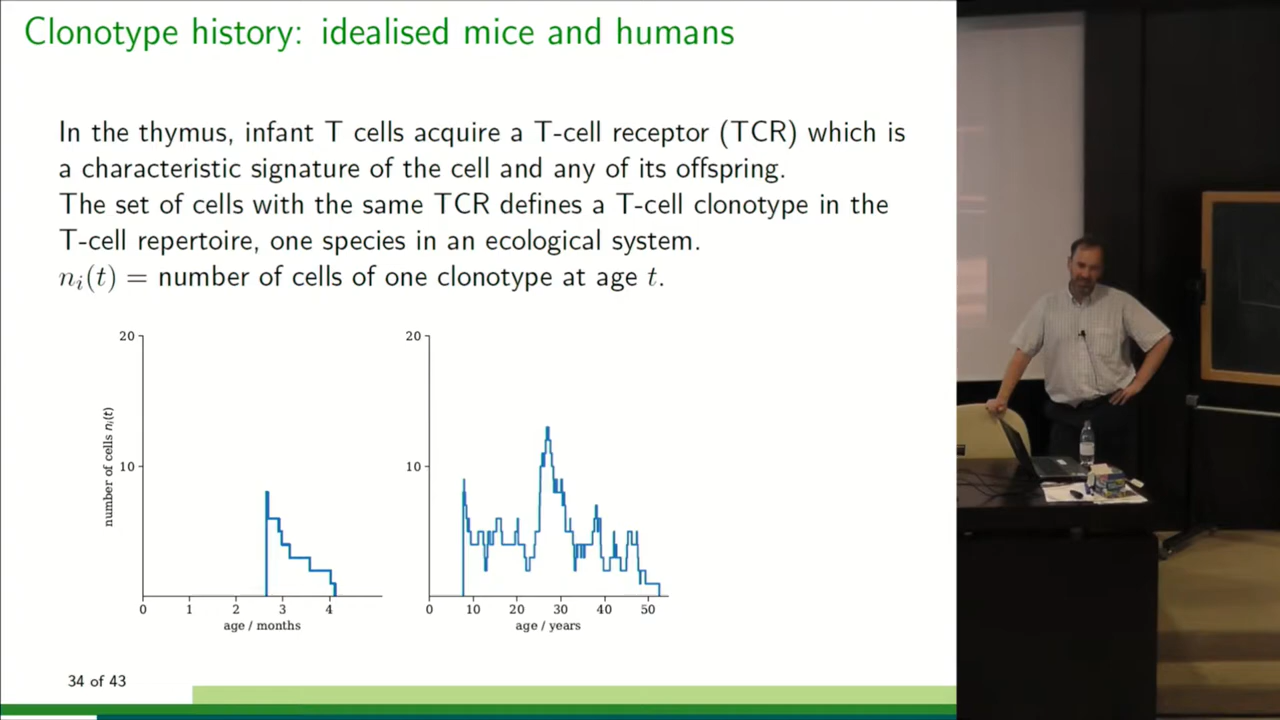 Clonotype history: idealised mice and humans
In the thymus, infant T cells acquire a T-cell receptor (TCR) which is
a characteristic signature of the cell and any of its offspring.
The set of cells with the same TCR defines a T-cell clonotype in the
T-cell repertoire, one species in an ecological system.
nᵢ(t) = number of cells of one clonotype at age t.
20
10
number of cells nᵢ(t)
0 1 2 3 4
age / months
20
10
0 10 20 30 40 50
age / years
34 of 43